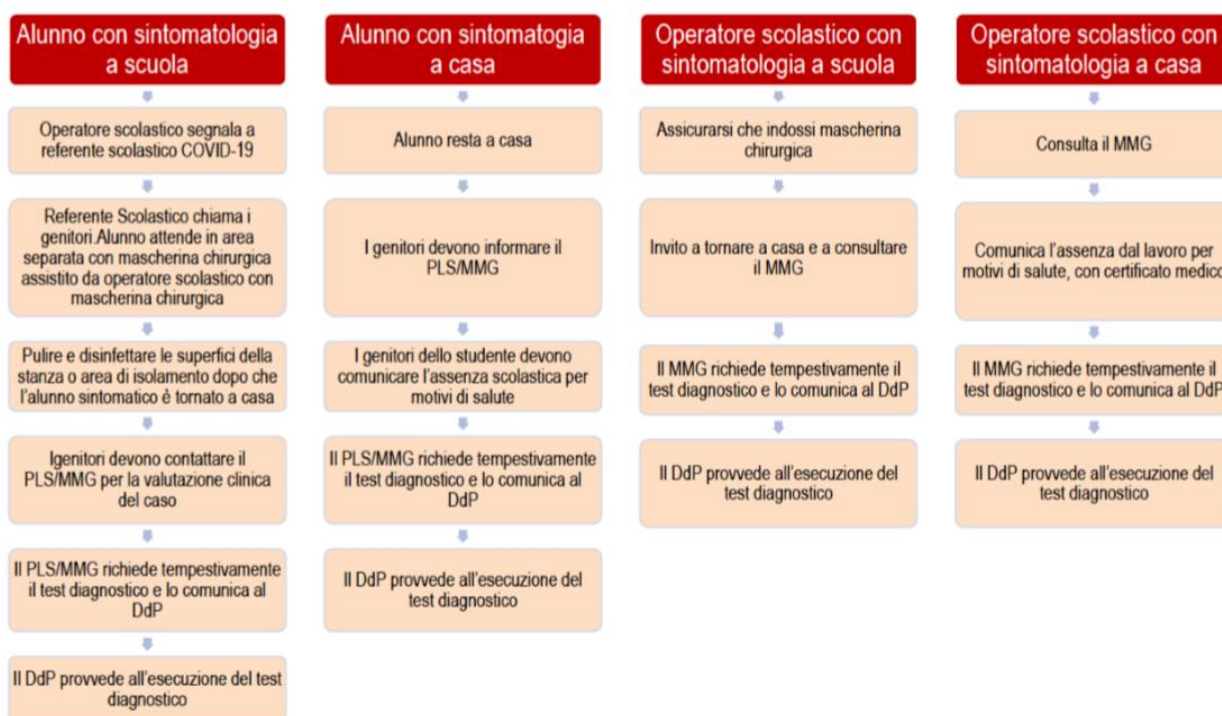 Alunno con sintomatologia
a scuola
Operatore scolastico segnala a
referente scolastico COVID-19
Referente Scolastico chiama i
genitori.Alunno attende in area
separata con mascherina chirurgica
assistito da operatore scolastico con
mascherina chirurgica
Pulire e disinfettare le superfici della
stanza o area di isolamento dopo che
l'alunno sintomatico è tornato a casa
Igenitori devono contattare il
PLS/MMG per la valutazione clinica
del caso
Il PLS/MMG richiede tempestivamente
il test diagnostico e lo comunica al
DdP
Il DdP provvede all'esecuzione del test
diagnostico
Alunno con sintomatogia
a casa
Alunno resta a casa
I genitori devono informare il
PLS/MMG
I genitori dello studente devono
comunicare l'assenza scolastica per
motivi di salute
Il PLS/MMG richiede tempestivamente
il test diagnostico e lo comunica al
DdP
Il DdP provvede all'esecuzione del
test diagnostico
Operatore scolastico con
sintomatologia a scuola
Assicurarsi che indossi mascherina
chirurgica
Invito a tornare a casa e a consultare
il MMG
Il MMG richiede tempestivamente il
test diagnostico e lo comunica al DdP
Il DdP provvede all'esecuzione del
test diagnostico
Operatore scolastico con
sintomatologia a casa
Consulta il MMG
Comunica l'assenza dal lavoro per
motivi di salute, con certificato medico
Il MMG richiede tempestivamente il
test diagnostico e lo comunica al DdP
Il DdP provvede all'esecuzione del
test diagnostico